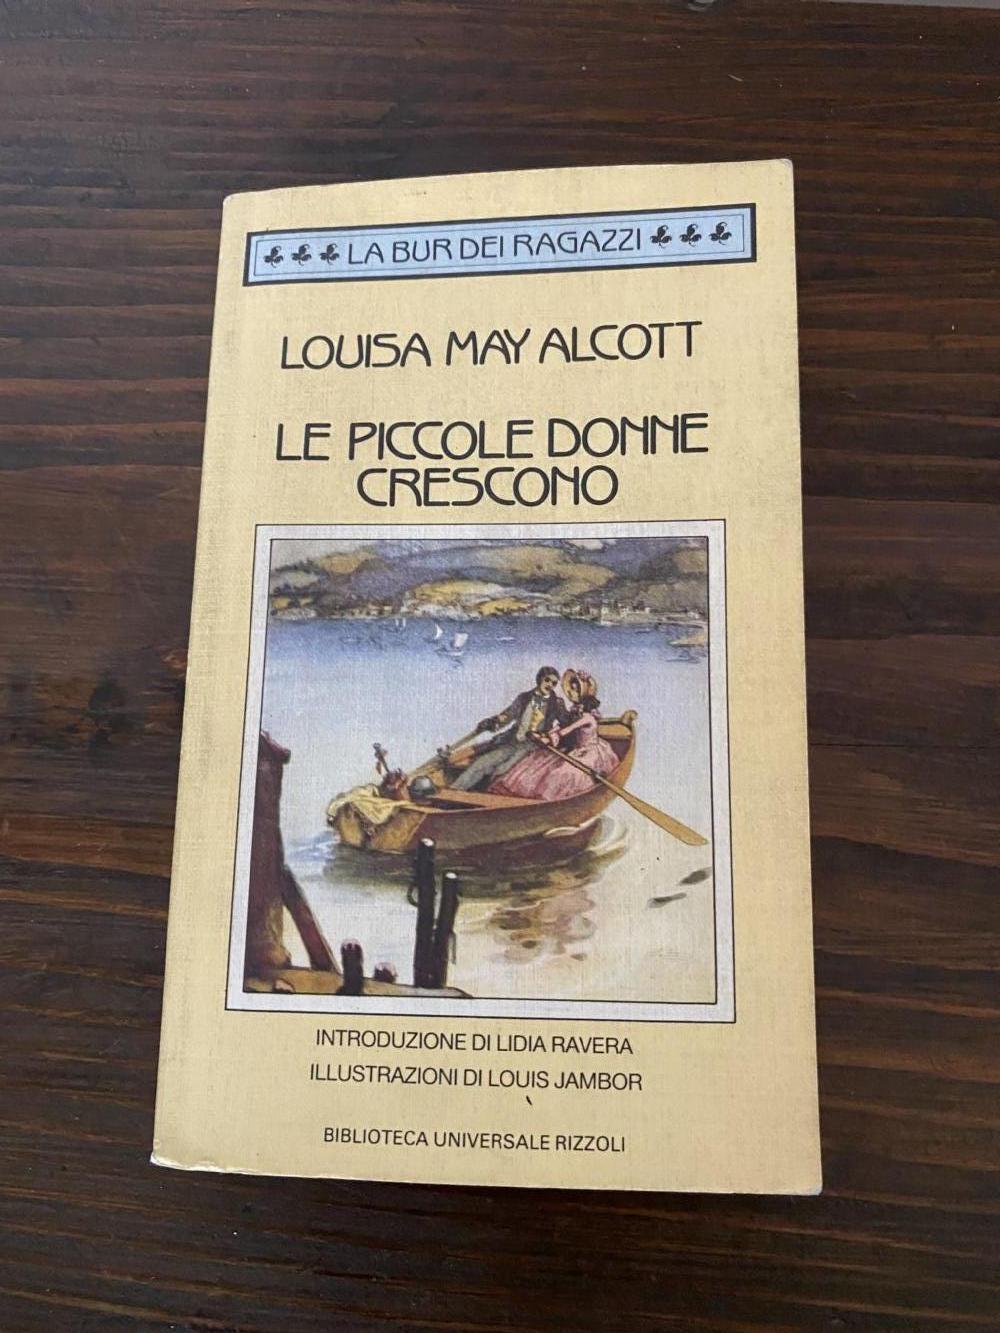 LA BUR DEI RAGAZZI
LOUISA MAY ALCOTT
LE PICCOLE DONNE
CRESCONO
INTRODUZIONE DI LIDIA RAVERA
ILLUSTRAZIONI DI LOUIS JAMBOR
BIBLIOTECA UNIVERSALE RIZZOLI